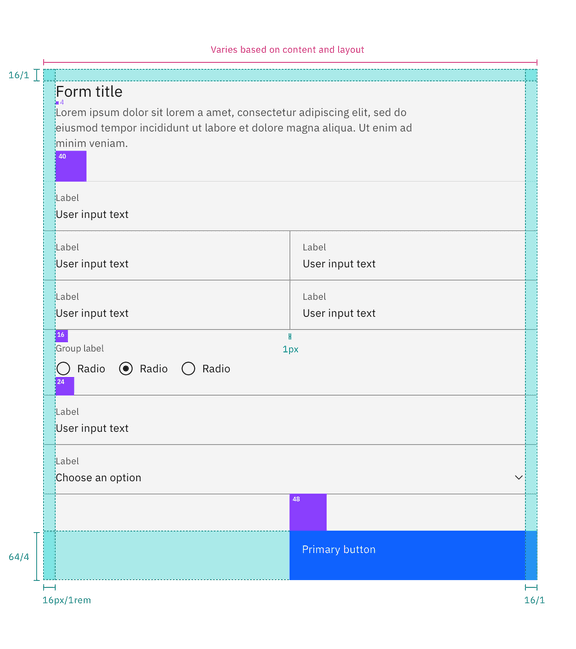 Varies based on content and layout
16/1
Form title
4
Lorem ipsum dolor sit lorem a amet, consectetur adipiscing elit, sed do
eiusmod tempor incididunt ut labore et dolore magna aliqua. Ut enim ad
minim veniam.
40
Label
User input text
Label Label
User input text User input text
Label Label
User input text User input text
16
Group label 1px
Radio Radio Radio
24
Label
User input text
Label
Choose an option
48
64/4 Primary button
16px/1rem 16/1